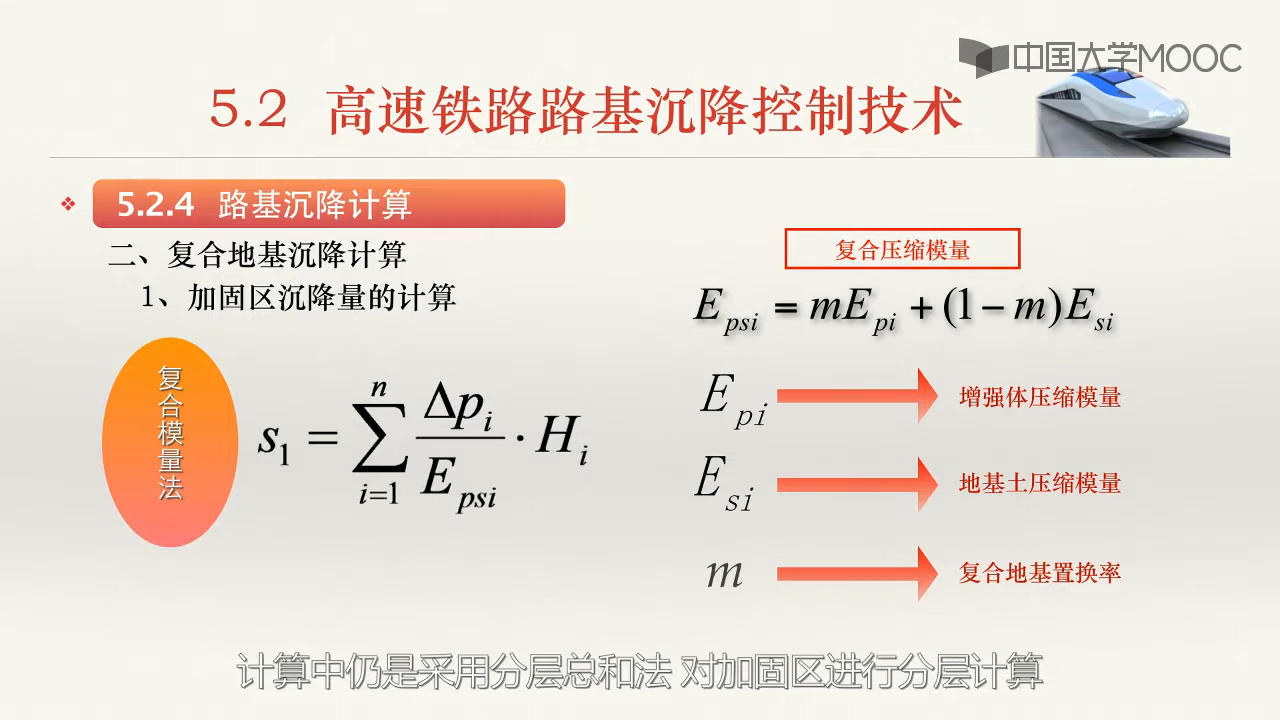 中国大学MOOC
5.2 高速铁路路基沉降控制技术
5.2.4 路基沉降计算
二、复合地基沉降计算
1、加固区沉降量的计算
复合模量法
s₁ = ∑ⁿᵢ₌₁ Δpᵢ / E_psi · Hᵢ
复合压缩模量
E_psi = mE_pi + (1 − m)E_si
E_pi 增强体压缩模量
E_si 地基土压缩模量
m 复合地基置换率
计算中仍是采用分层总和法 对加固区进行分层计算